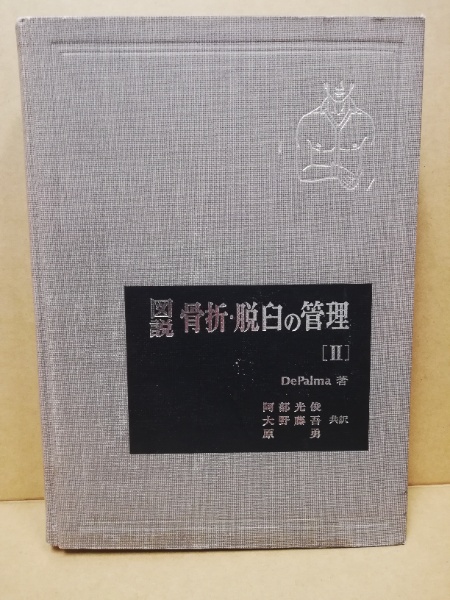 図説 骨折・脱臼の管理
[II]
DePalma 著
阿部光俊
大野藤吾 共訳
原勇